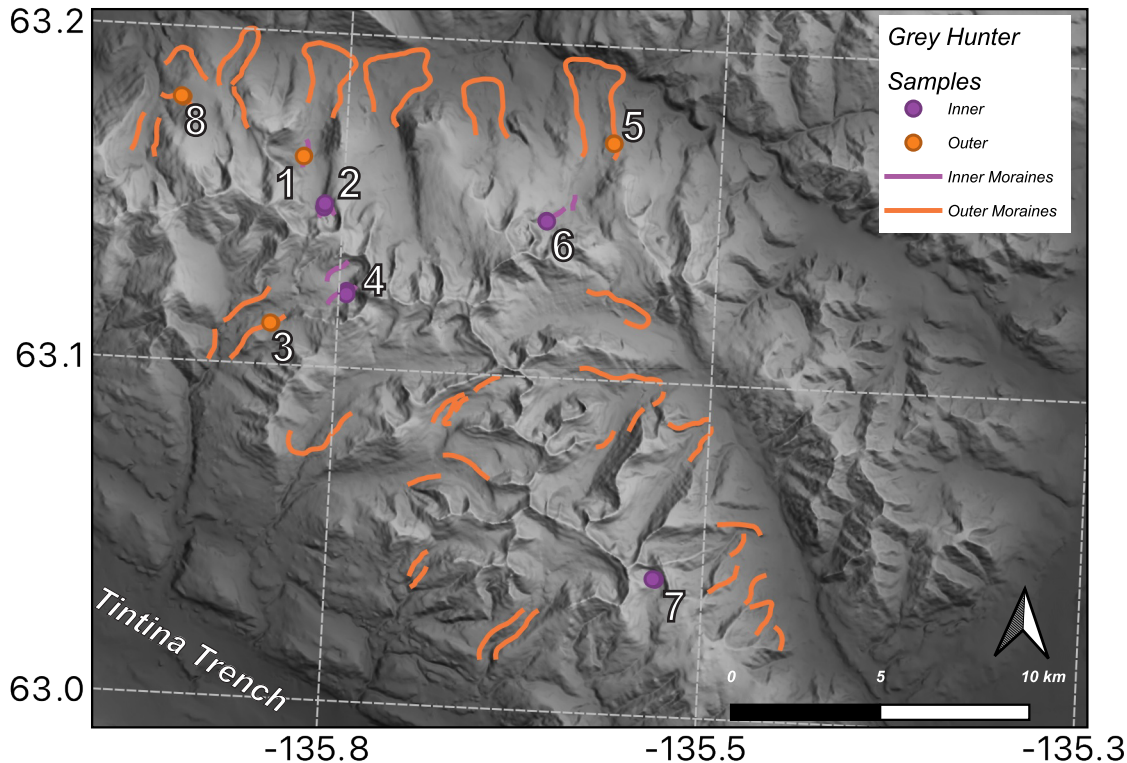 63.2
Grey Hunter
Samples
Inner
Outer
Inner Moraines
Outer Moraines
8
5
1
2
6
4
3
63.1
7
Tintina Trench
0 5 10 km
63.0
-135.8 -135.5 -135.3